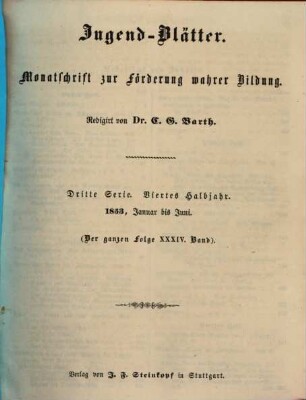 Jugend-Blätter.
Monatschrift zur Förderung wahrer Bildung.
Redigirt von Dr. C. G. Barth.
Dritte Serie. Viertes Halbjahr.
1853, Januar bis Juni.
(Der ganzen Folge XXXIV. Band).
Verlag von J. F. Steinkopf in Stuttgart.